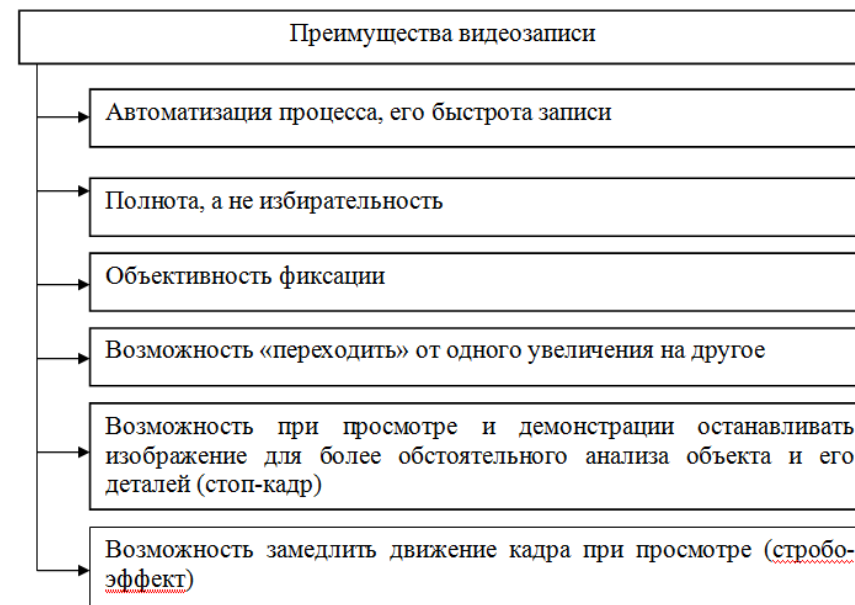 Преимущества видеозаписи
Автоматизация процесса, его быстрота записи
Полнота, а не избирательность
Объективность фиксации
Возможность «переходить» от одного увеличения на другое
Возможность при просмотре и демонстрации останавливать
изображение для более обстоятельного анализа объекта и его
деталей (стоп-кадр)
Возможность замедлить движение кадра при просмотре (стробо-
эффект)